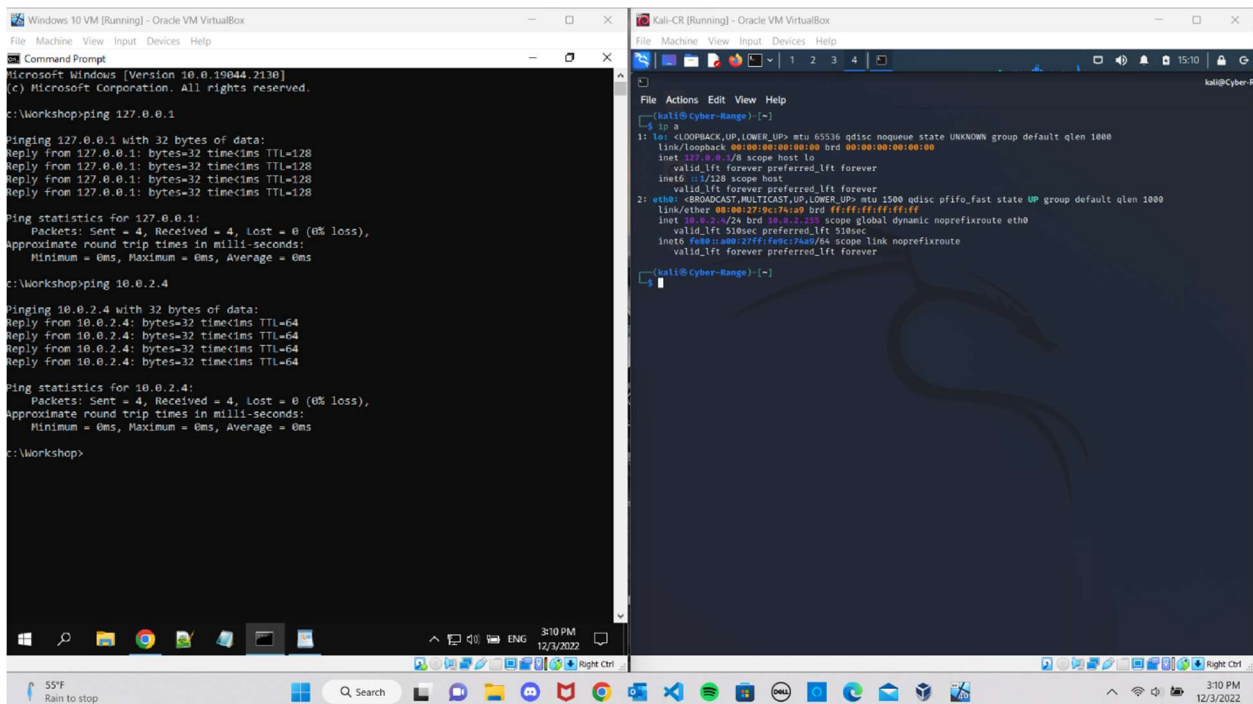 Windows 10 VM [Running] - Oracle VM VirtualBox
File Machine View Input Devices Help
Command Prompt
Microsoft Windows [Version 10.0.19044.2130]
(c) Microsoft Corporation. All rights reserved.
c:\Workshop>ping 127.0.0.1
Pinging 127.0.0.1 with 32 bytes of data:
Reply from 127.0.0.1: bytes=32 time<1ms TTL=128
Reply from 127.0.0.1: bytes=32 time<1ms TTL=128
Reply from 127.0.0.1: bytes=32 time<1ms TTL=128
Reply from 127.0.0.1: bytes=32 time<1ms TTL=128
Ping statistics for 127.0.0.1:
Packets: Sent = 4, Received = 4, Lost = 0 (0% loss),
Approximate round trip times in milli-seconds:
Minimum = 0ms, Maximum = 0ms, Average = 0ms
c:\Workshop>ping 10.0.2.4
Pinging 10.0.2.4 with 32 bytes of data:
Reply from 10.0.2.4: bytes=32 time<1ms TTL=64
Reply from 10.0.2.4: bytes=32 time<1ms TTL=64
Reply from 10.0.2.4: bytes=32 time<1ms TTL=64
Reply from 10.0.2.4: bytes=32 time<1ms TTL=64
Ping statistics for 10.0.2.4:
Packets: Sent = 4, Received = 4, Lost = 0 (0% loss),
Approximate round trip times in milli-seconds:
Minimum = 0ms, Maximum = 0ms, Average = 0ms
c:\Workshop>
ENG
3:10 PM
12/3/2022
Right Ctrl
Kali-CR [Running] - Oracle VM VirtualBox
File Machine View Input Devices Help
1 2 3 4
15:10
kali@Cyber-R
File Actions Edit View Help
(kali㉿Cyber-Range)-[~]
$ ip a
1: lo: <LOOPBACK,UP,LOWER_UP> mtu 65536 qdisc noqueue state UNKNOWN group default qlen 1000
link/loopback 00:00:00:00:00:00 brd 00:00:00:00:00:00
inet 127.0.0.1/8 scope host lo
valid_lft forever preferred_lft forever
inet6 ::1/128 scope host
valid_lft forever preferred_lft forever
2: eth0: <BROADCAST,MULTICAST,UP,LOWER_UP> mtu 1500 qdisc pfifo_fast state UP group default qlen 1000
link/ether 08:00:27:9c:74:a9 brd ff:ff:ff:ff:ff:ff
inet 10.0.2.4/24 brd 10.0.2.255 scope global dynamic noprefixroute eth0
valid_lft 510sec preferred_lft 510sec
inet6 fe80::a00:27ff:fe9c:74a9/64 scope link noprefixroute
valid_lft forever preferred_lft forever
(kali㉿Cyber-Range)-[~]
$
Right Ctrl
55°F
Rain to stop
Search
DELL
3:10 PM
12/3/2022